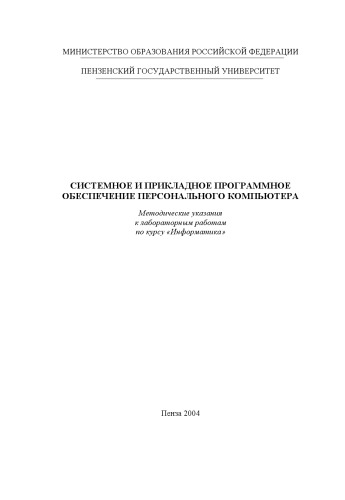 МИНИСТЕРСТВО ОБРАЗОВАНИЯ РОССИЙСКОЙ ФЕДЕРАЦИИ
ПЕНЗЕНСКИЙ ГОСУДАРСТВЕННЫЙ УНИВЕРСИТЕТ
СИСТЕМНОЕ И ПРИКЛАДНОЕ ПРОГРАММНОЕ
ОБЕСПЕЧЕНИЕ ПЕРСОНАЛЬНОГО КОМПЬЮТЕРА
Методические указания
к лабораторным работам
по курсу «Информатика»
Пенза 2004